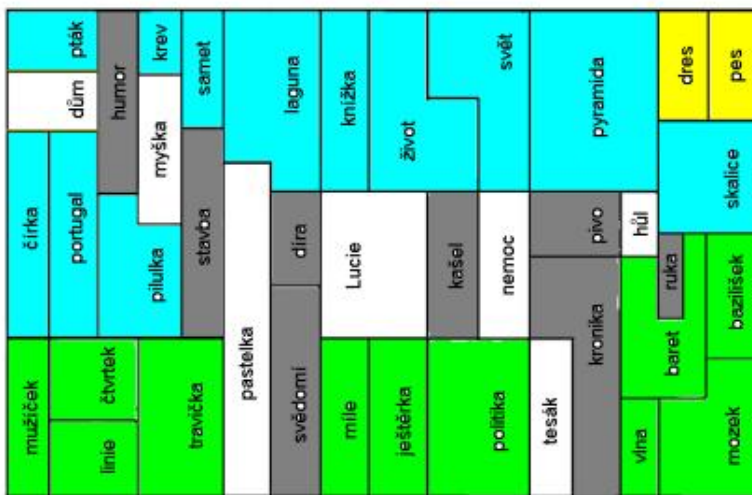 mužíček čírka
portugal dům pták
linie čtvrtek humor
pilulka myška krev
travička stavba samet
pastelka
svědomí díra laguna
míle Lucie knížka
ještěrka život
kašel
politika nemoc svět
tesák
kronika pivo pyramida
vlna hůl
baret ruka dres
mozek bazilišek skalice pes